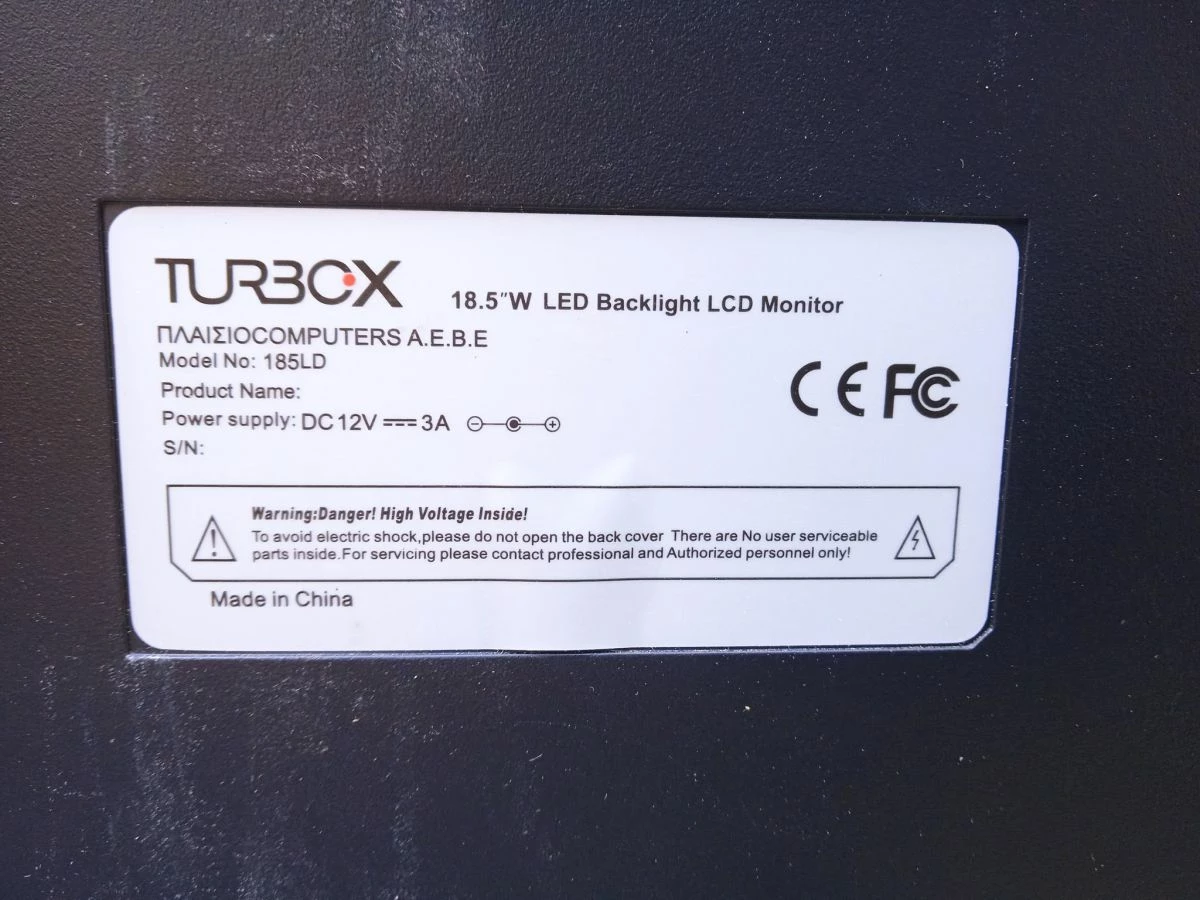 TURBOX
18.5"W LED Backlight LCD Monitor
ΠΛΑΙΣΙΟCOMPUTERS A.E.B.E
Model No: 185LD
Product Name:
Power supply: DC 12V ⎓ 3A
S/N:
CE FC
Warning:Danger! High Voltage Inside!
To avoid electric shock,please do not open the back cover There are No user serviceable
parts inside.For servicing please contact professional and Authorized personnel only!
Made in China